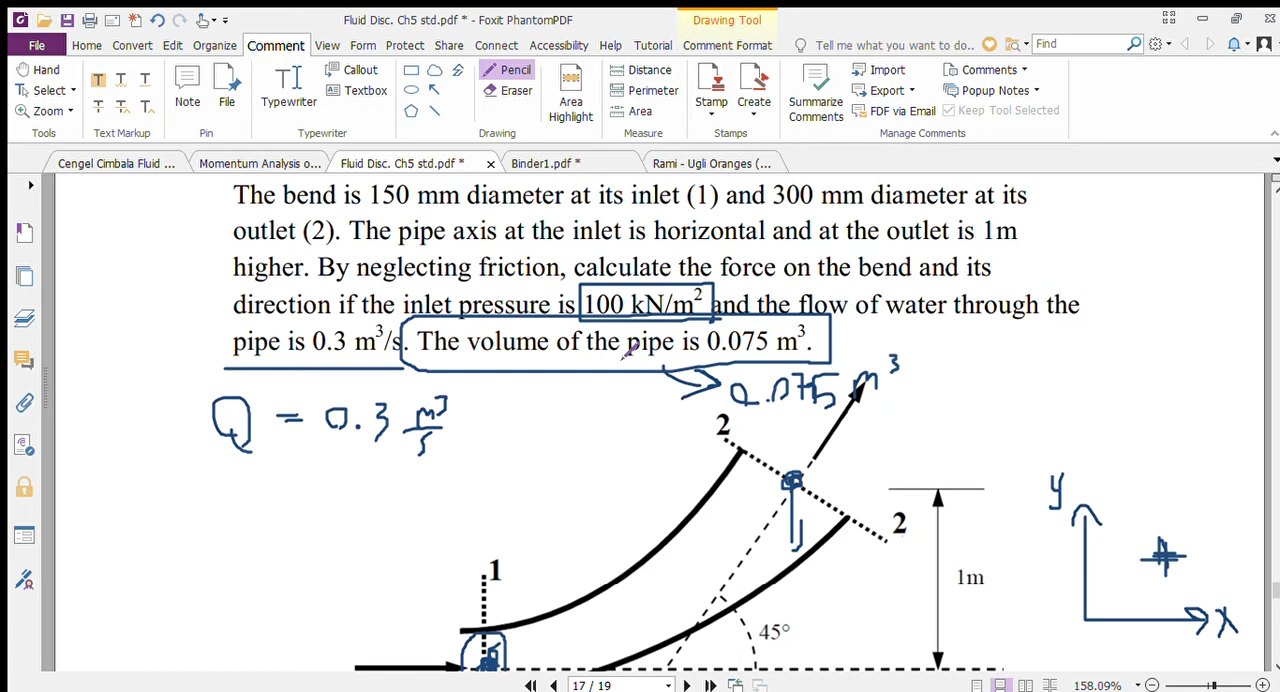 Fluid Disc. Ch5 std.pdf * - Foxit PhantomPDF
Drawing Tool
File Home Convert Edit Organize Comment View Form Protect Share Connect Accessibility Help Tutorial Comment Format Tell me what you want to do.. Find
Hand
Select
Zoom
Tools
T T T
T T T
Text Markup
Note
File
Pin
Typewriter
Callout
Textbox
Typewriter
Pencil
Eraser
Drawing
Area Highlight
Distance
Perimeter
Area
Measure
Stamp
Create
Stamps
Summarize Comments
Import
Export
FDF via Email
Comments
Popup Notes
Keep Tool Selected
Manage Comments
Cengel Cimbala Fluid ... Momentum Analysis o... Fluid Disc. Ch5 std.pdf * Binder1.pdf * Rami - Ugli Oranges (...
The bend is 150 mm diameter at its inlet (1) and 300 mm diameter at its
outlet (2). The pipe axis at the inlet is horizontal and at the outlet is 1m
higher. By neglecting friction, calculate the force on the bend and its
direction if the inlet pressure is 100 kN/m² and the flow of water through the
pipe is 0.3 m³/s. The volume of the pipe is 0.075 m³.
0.075 m³
Q = 0.3 m³/s
2
2
1
1m
45°
y
x
17 / 19
158.09%